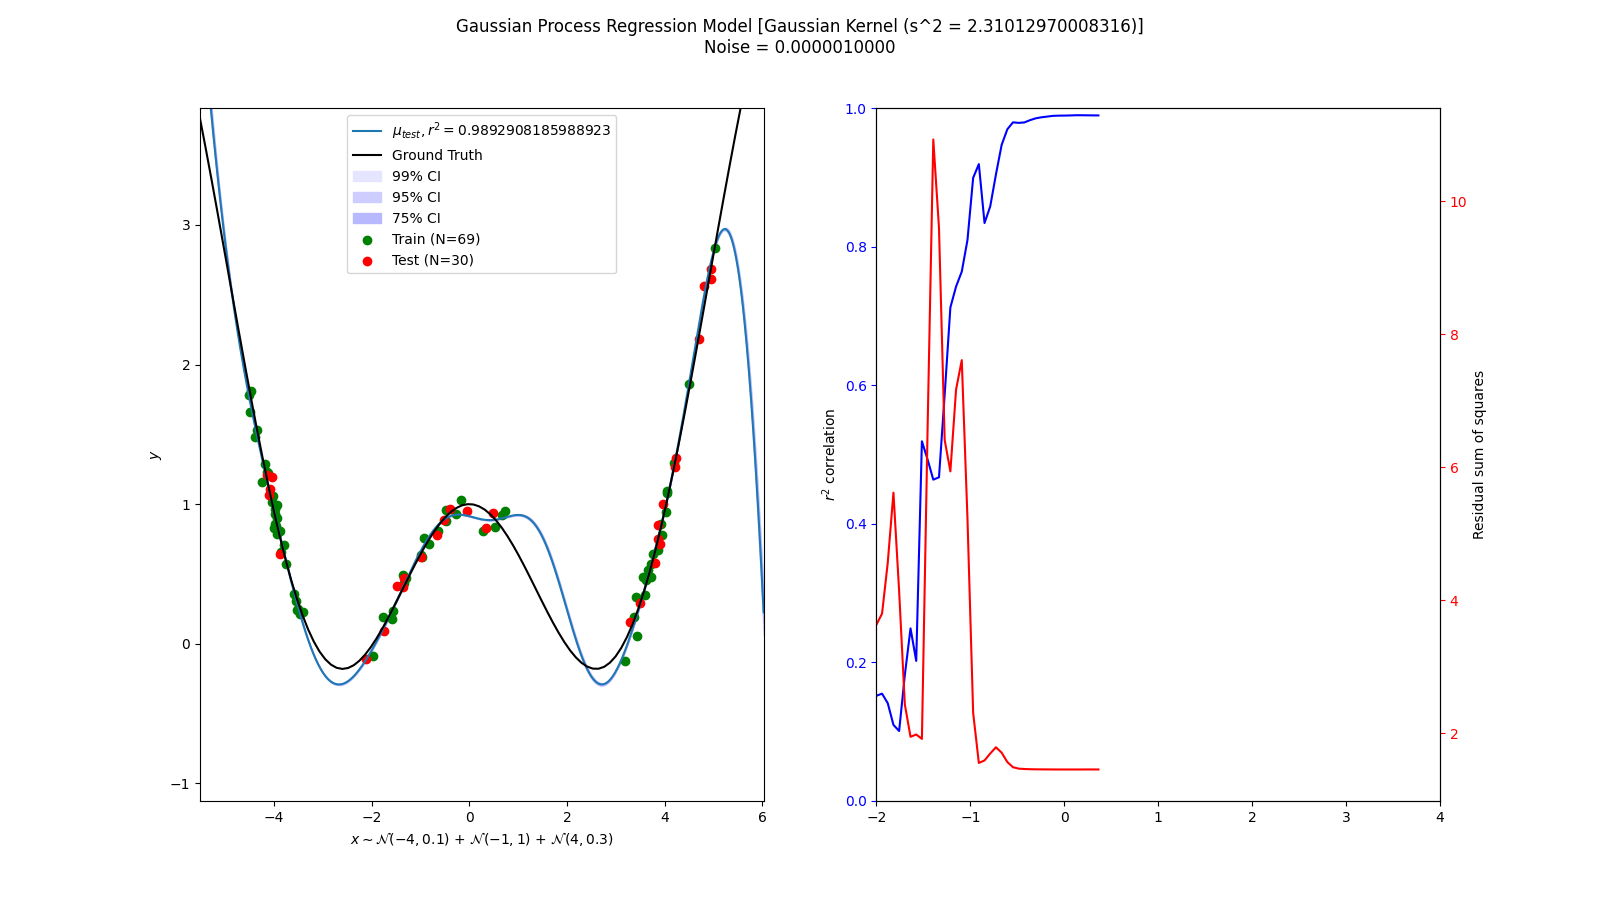 Gaussian Process Regression Model [Gaussian Kernel (s^2 = 2.31012970008316)]
Noise = 0.0000010000
μ_test, r² = 0.9892908185988923
Ground Truth
99% CI
95% CI
75% CI
Train (N=69)
Test (N=30)
3
2
1
0
−1
y
−4
−2
0
2
4
6
x ~ 𝒩(−4, 0.1) + 𝒩(−1, 1) + 𝒩(4, 0.3)
1.0
0.8
0.6
0.4
0.2
0.0
r² correlation
−2
−1
0
1
2
3
4
10
8
6
4
2
Residual sum of squares